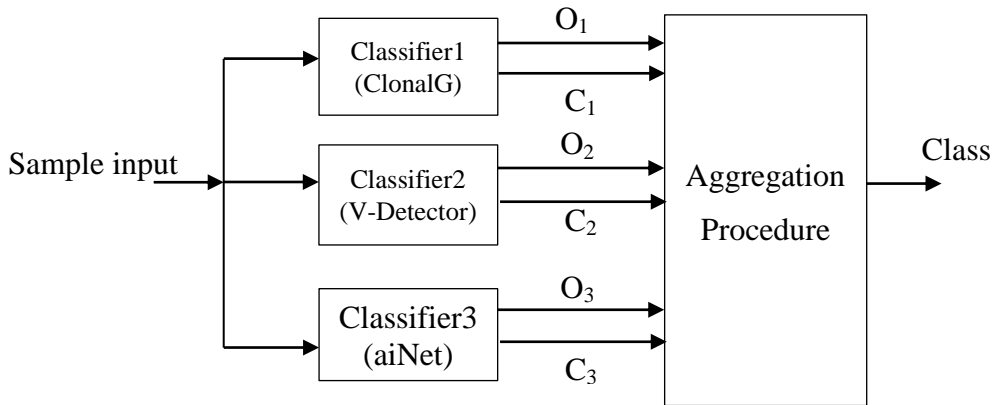 Sample input
Classifier1
(ClonalG)
O₁
C₁
Classifier2
(V-Detector)
O₂
C₂
Classifier3
(aiNet)
O₃
C₃
Aggregation
Procedure
Class